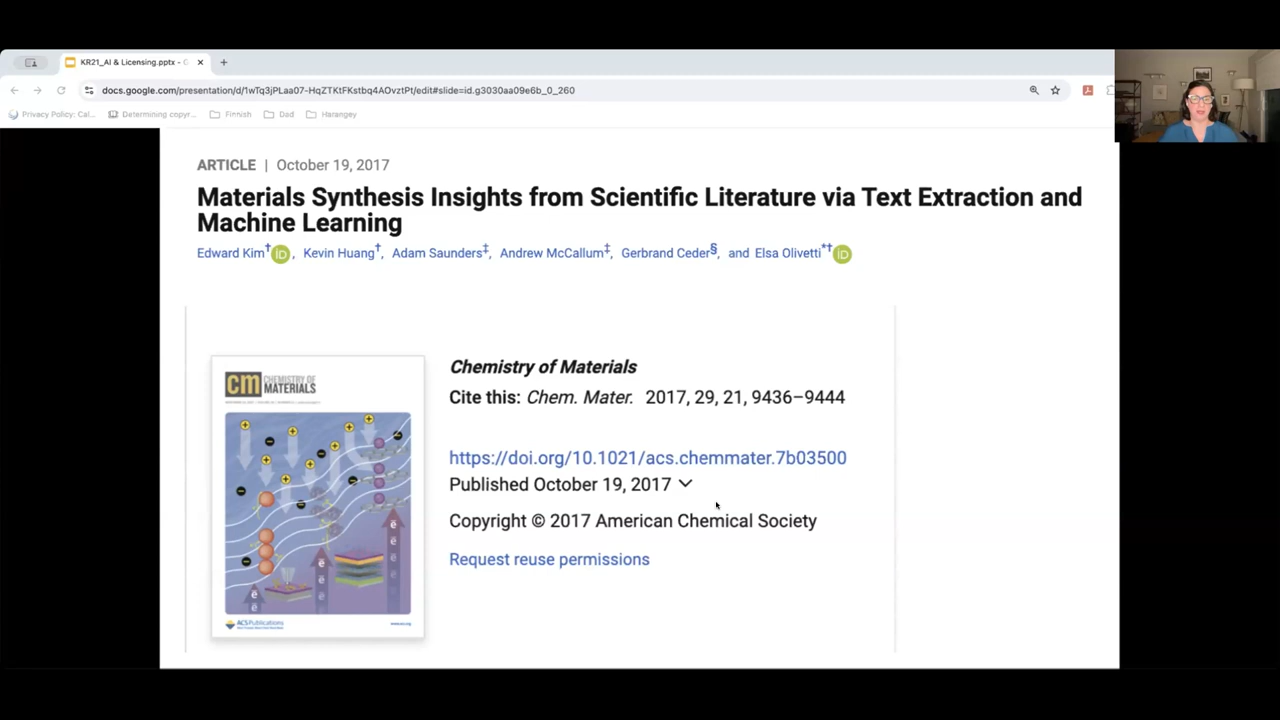 KR21_AI & Licensing.pptx - G
docs.google.com/presentation/d/1wTq3jPLaa07-HqZTKtFKstbq4AOvztPt/edit#slide=id.g3030aa09e6b_0_260
Privacy Policy: Cal... Determining copyr... Finnish Dad Harangey
ARTICLE | October 19, 2017
Materials Synthesis Insights from Scientific Literature via Text Extraction and
Machine Learning
Edward Kim† iD, Kevin Huang†, Adam Saunders‡, Andrew McCallum‡, Gerbrand Ceder§, and Elsa Olivetti*† iD
cm CHEMISTRY OF
MATERIALS
ACS Publications
Chemistry of Materials
Cite this: Chem. Mater. 2017, 29, 21, 9436–9444
https://doi.org/10.1021/acs.chemmater.7b03500
Published October 19, 2017
Copyright © 2017 American Chemical Society
Request reuse permissions